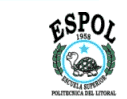 ESPOL
1958
ESCUELA SUPERIOR
POLITECNICA DEL LITORAL